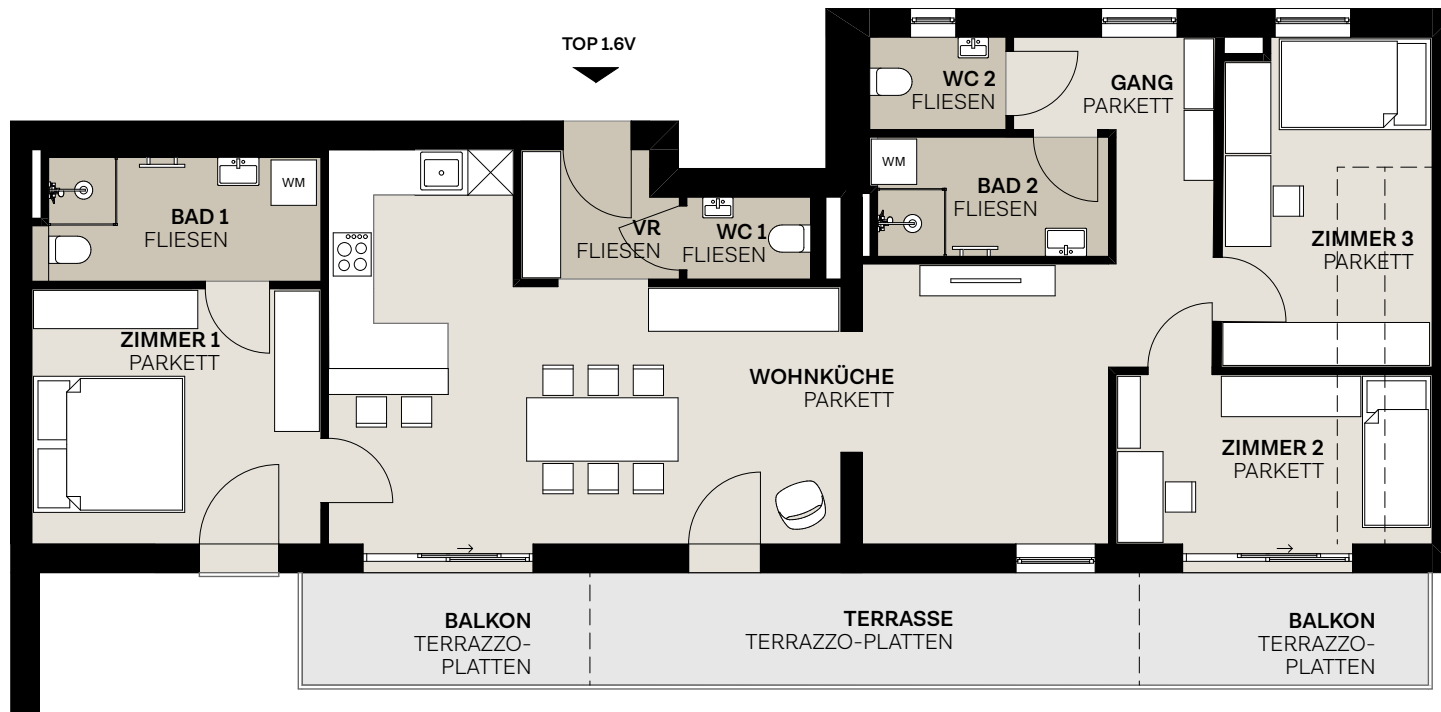 TOP 1.6V
WC 2
FLIESEN
GANG
PARKETT
WM
WM
BAD 1
FLIESEN
BAD 2
FLIESEN
VR
FLIESEN
WC 1
FLIESEN
ZIMMER 3
PARKETT
ZIMMER 1
PARKETT
WOHNKÜCHE
PARKETT
ZIMMER 2
PARKETT
BALKON
TERRAZZO-
PLATTEN
TERRASSE
TERRAZZO-PLATTEN
BALKON
TERRAZZO-
PLATTEN